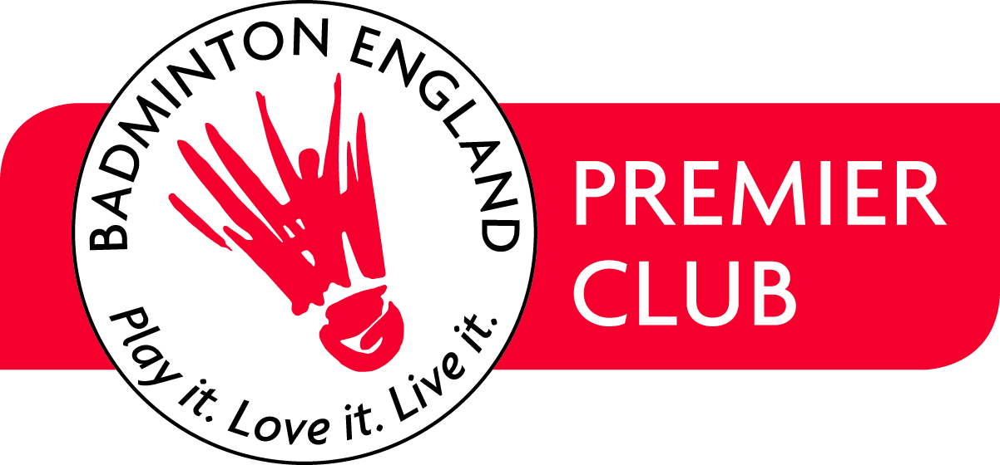 BADMINTON ENGLAND
Play it. Love it. Live it.
PREMIER
CLUB